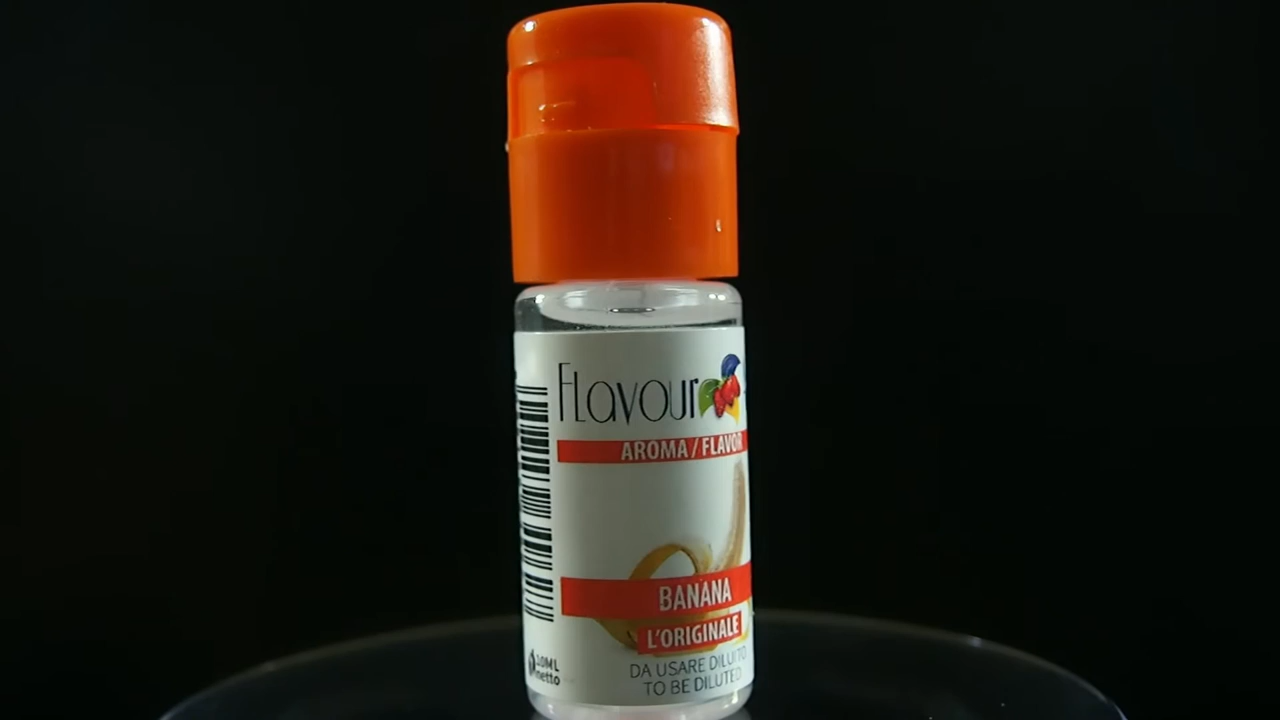 FLavour
AROMA / FLAVOR
BANANA
L'ORIGINALE
DA USARE DILUITO
TO BE DILUTED
10ML
netto